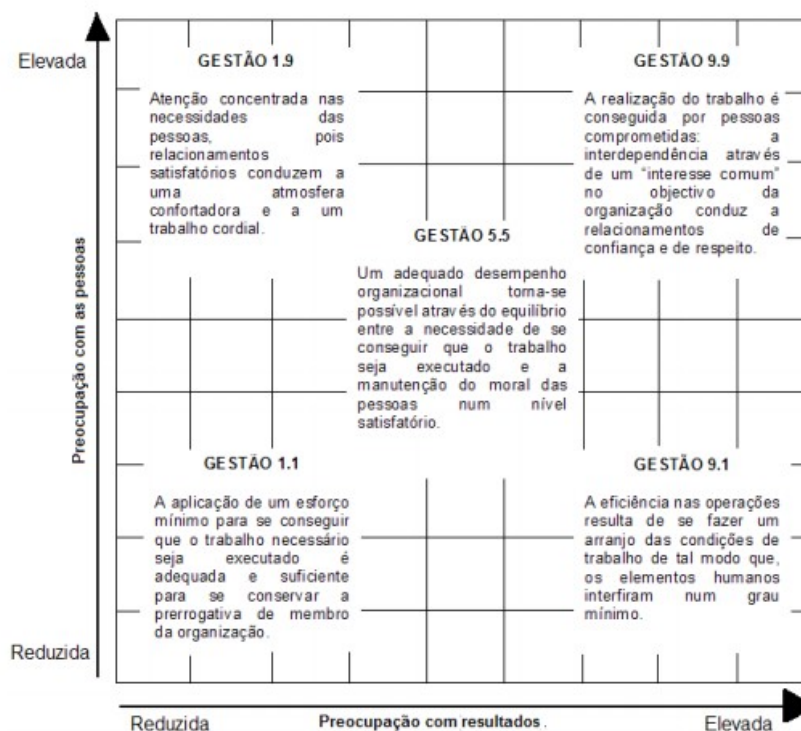 Elevada
GESTÃO 1.9
Atenção concentrada nas
necessidades das
pessoas, pois
relacionamentos
satisfatórios conduzem a
uma atmosfera
confortadora e a um
trabalho cordial.
GESTÃO 9.9
A realização do trabalho é
conseguida por pessoas
comprometidas: a
interdependência através
de um "interesse comum"
no objectivo da
organização conduz a
relacionamentos de
confiança e de respeito.
GESTÃO 5.5
Um adequado desempenho
organizacional torna-se
possível através do equilíbrio
entre a necessidade de se
conseguir que o trabalho
seja executado e a
manutenção do moral das
pessoas num nível
satisfatório.
Preocupação com as pessoas
GESTÃO 1.1
A aplicação de um esforço
mínimo para se conseguir
que o trabalho necessário
seja executado é
adequada e suficiente
para se conservar a
prerrogativa de membro
da organização.
GESTÃO 9.1
A eficiência nas operações
resulta de se fazer um
arranjo das condições de
trabalho de tal modo que,
os elementos humanos
interfiram num grau
mínimo.
Reduzida
Reduzida Preocupação com resultados. Elevada